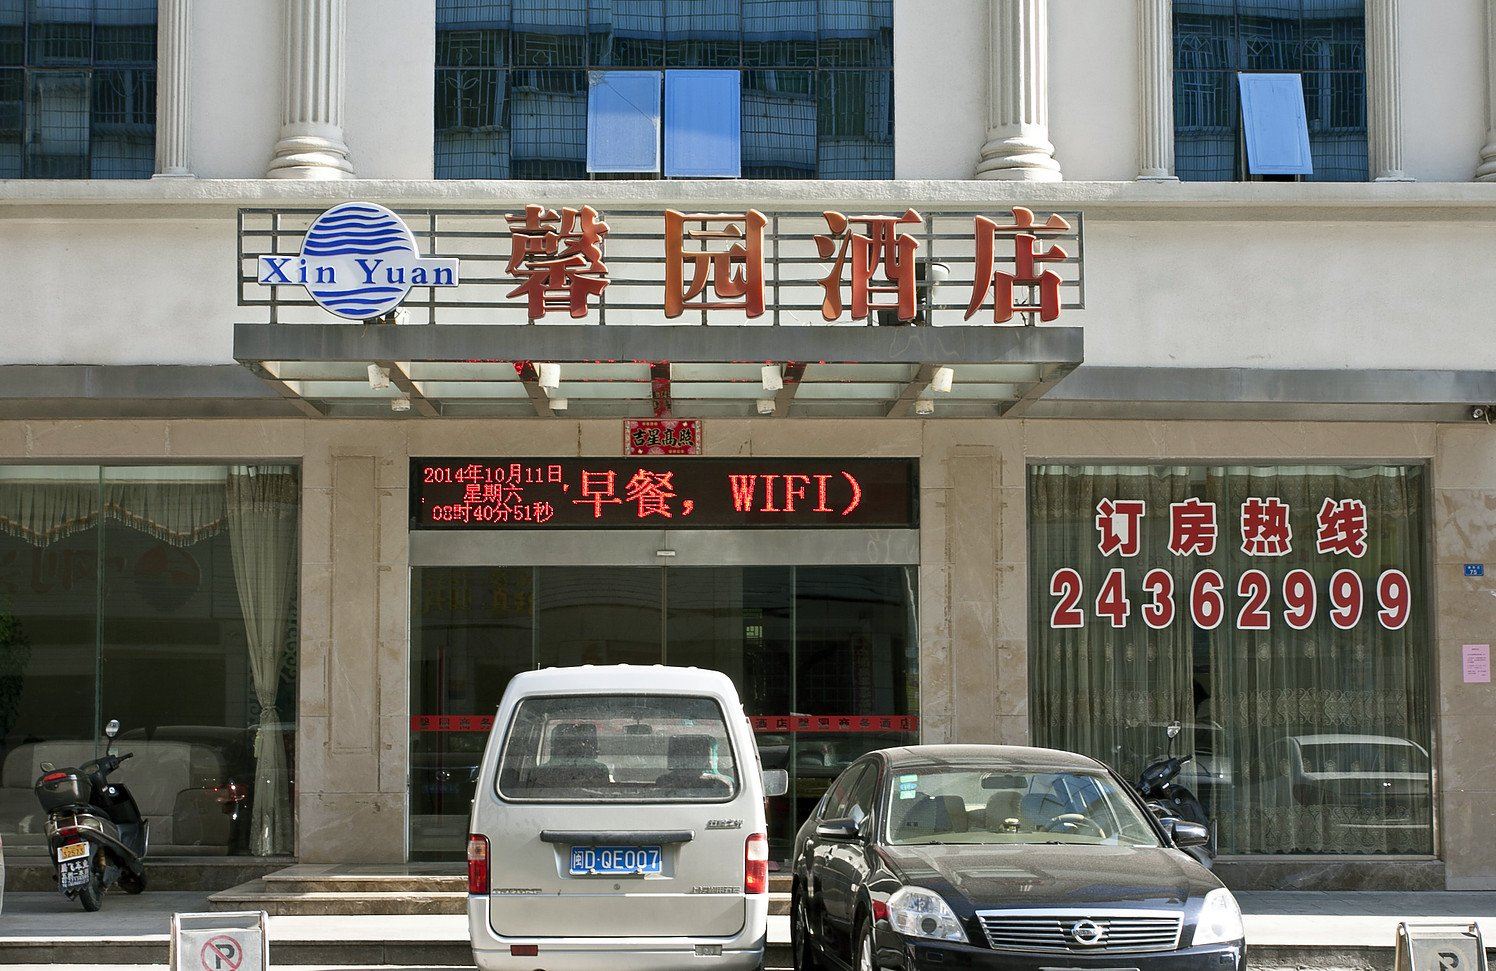 Xin Yuan
馨园酒店
吉星高照
2014年10月11日
星期六
08时40分51秒
早餐，WIFI）
订房热线
24362999
75
闽D·QE007